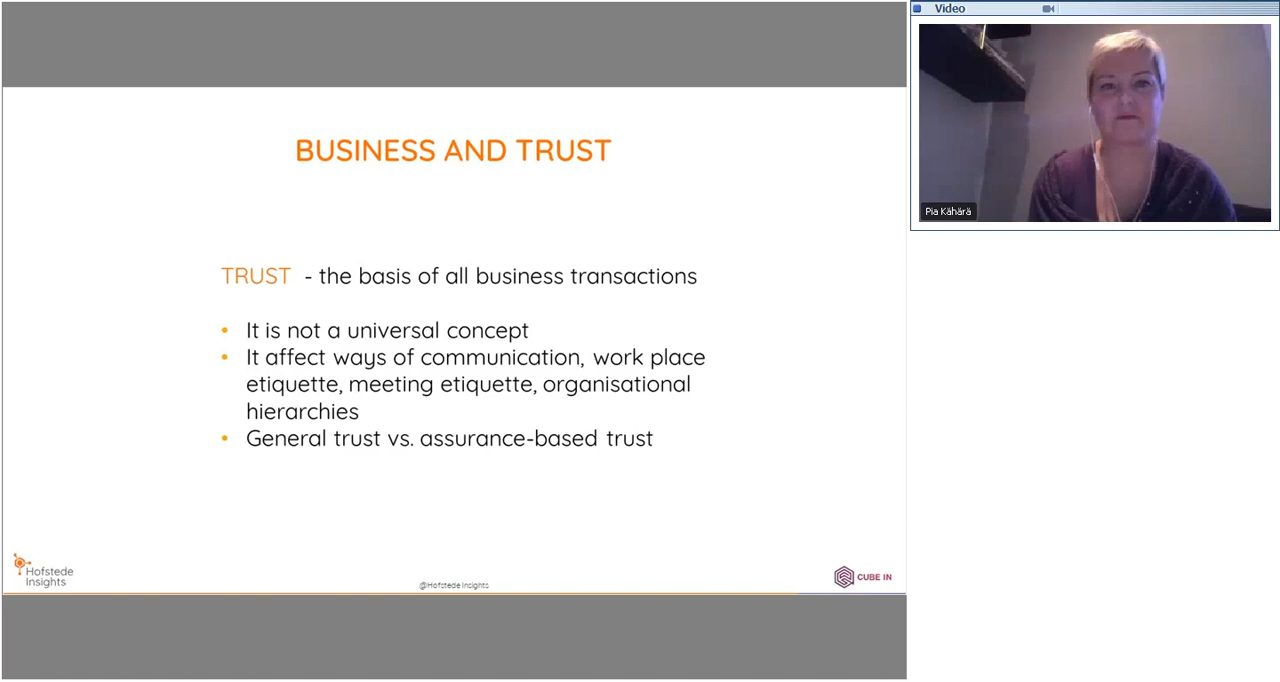 BUSINESS AND TRUST
TRUST - the basis of all business transactions
• It is not a universal concept
• It affect ways of communication, work place
etiquette, meeting etiquette, organisational
hierarchies
• General trust vs. assurance-based trust
Hofstede
Insights
@Hofstede Insights
CUBE IN
Video
Pia Kähärä